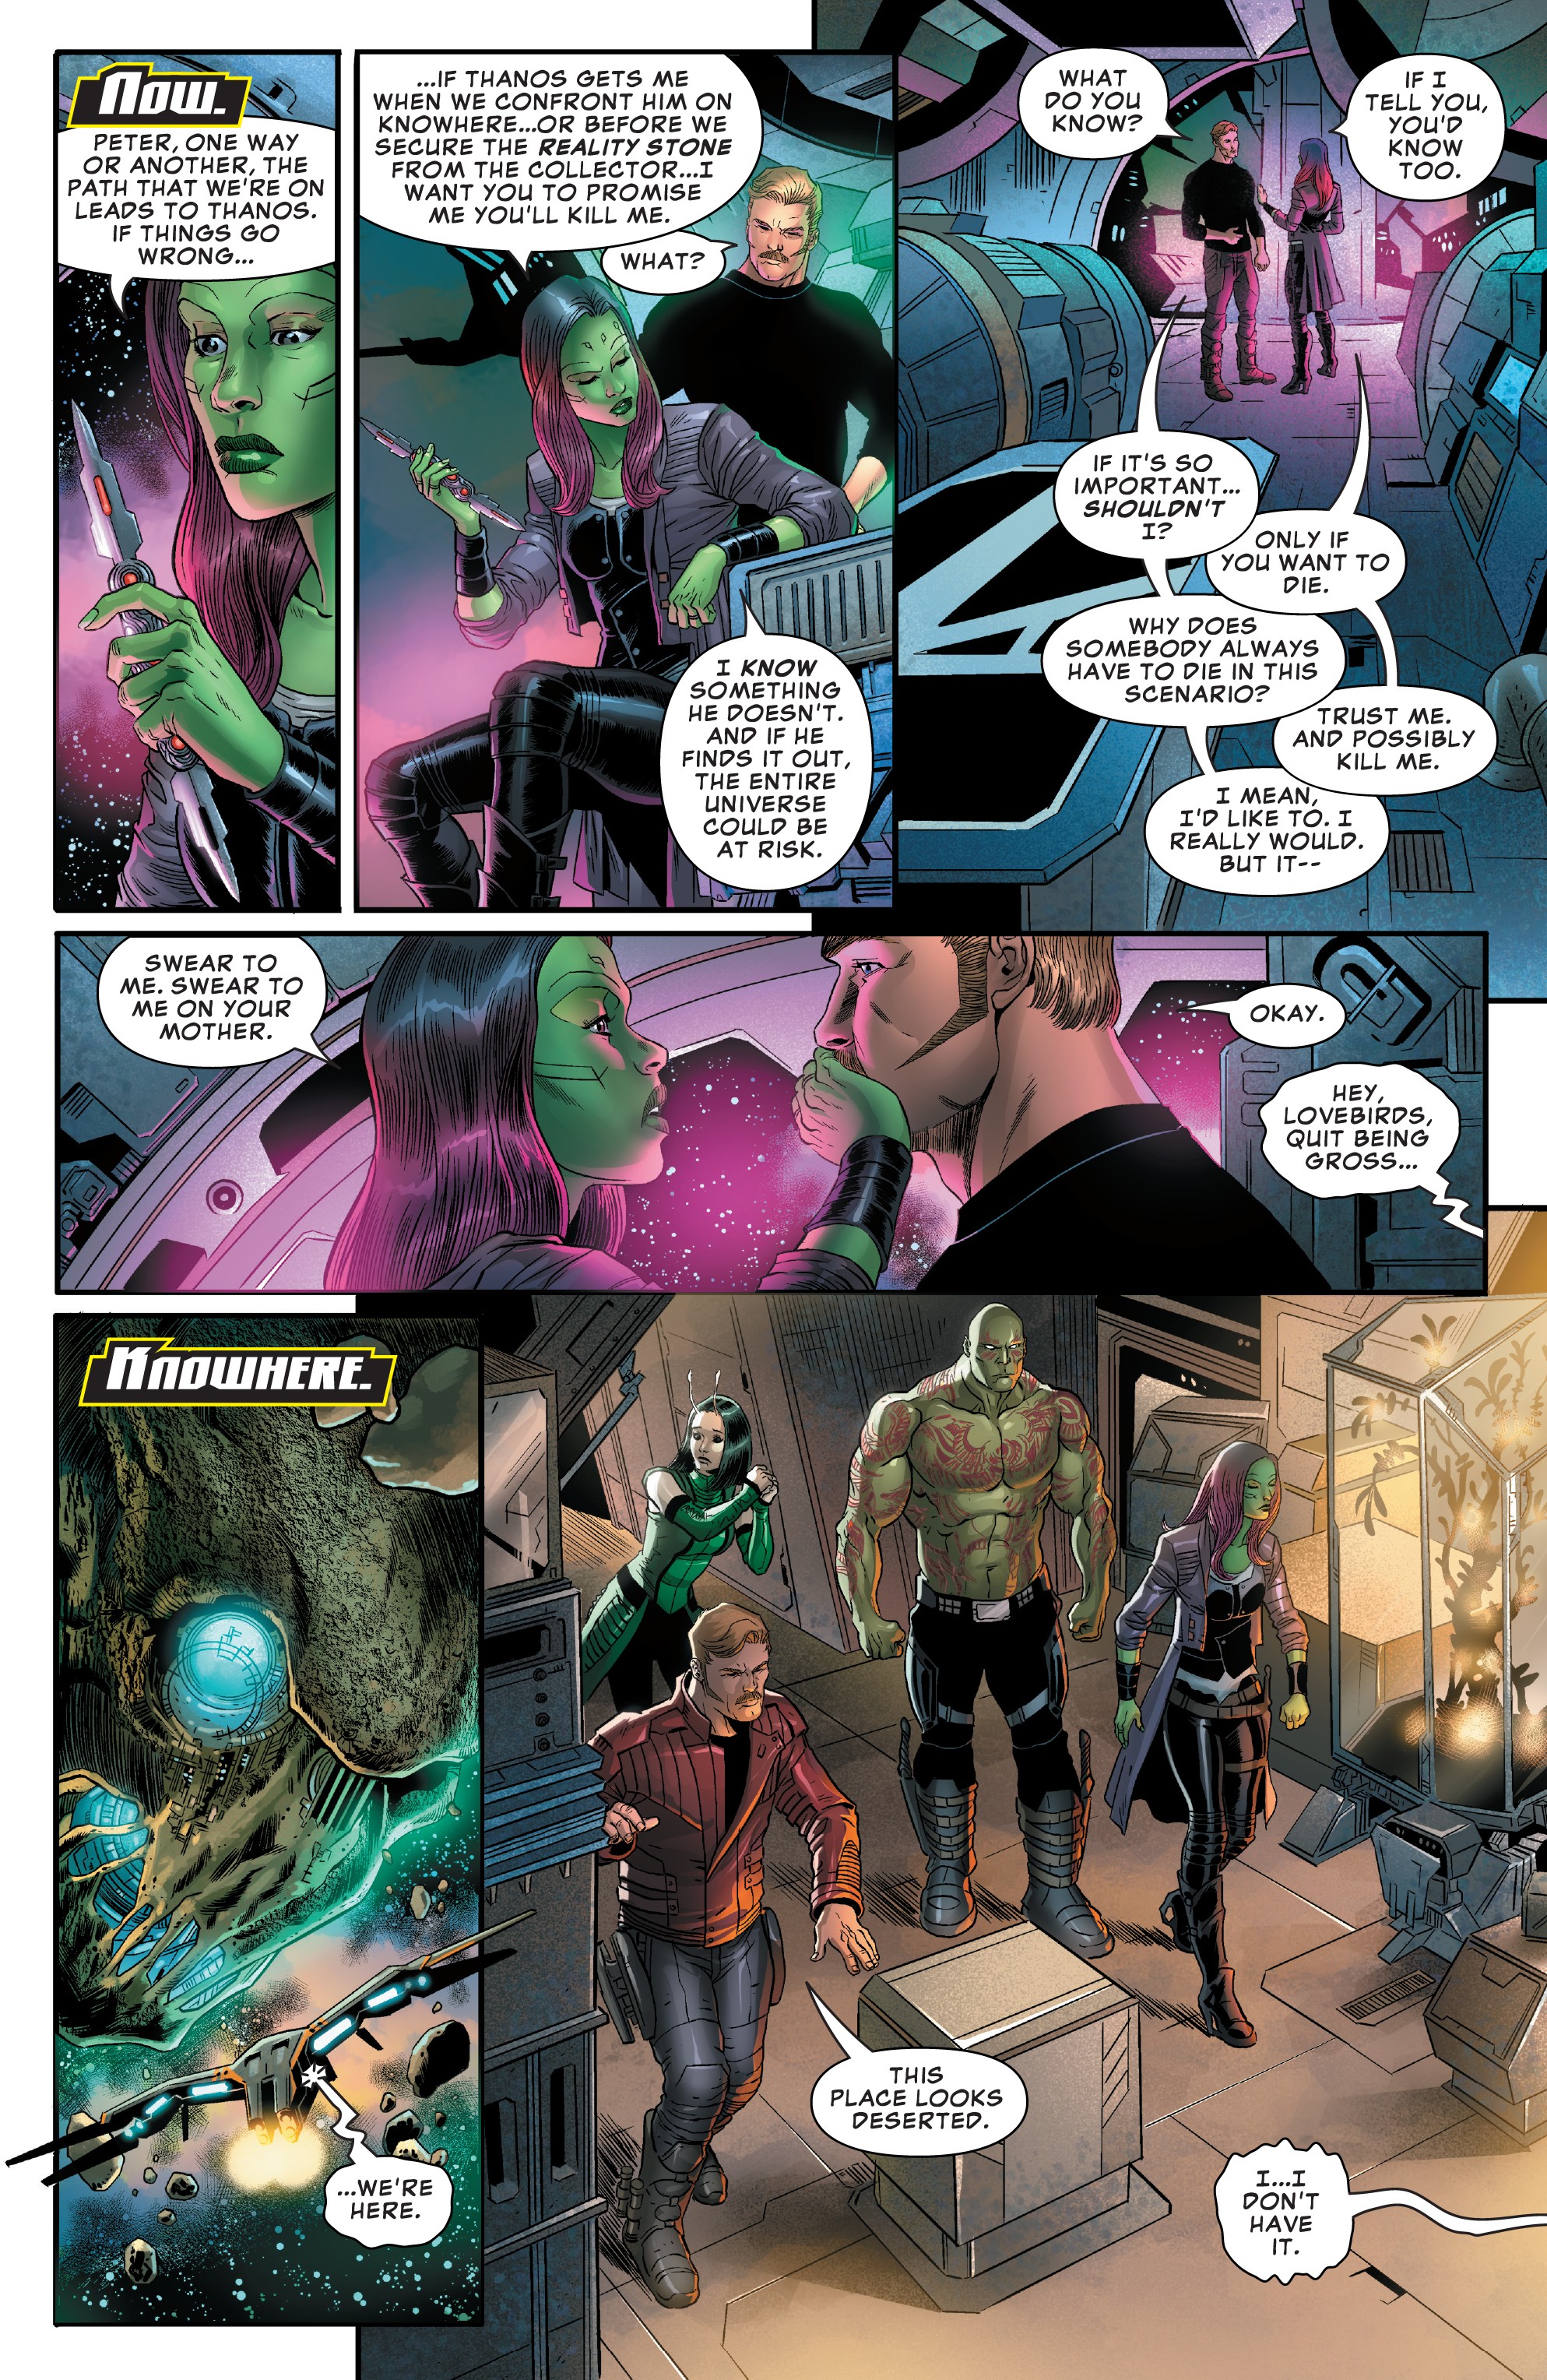 NOW.
PETER, ONE WAY
OR ANOTHER, THE
PATH THAT WE'RE ON
LEADS TO THANOS.
IF THINGS GO
WRONG...
...IF THANOS GETS ME
WHEN WE CONFRONT HIM ON
KNOWHERE...OR BEFORE WE
SECURE THE REALITY STONE
FROM THE COLLECTOR...I
WANT YOU TO PROMISE
ME YOU'LL KILL ME.
WHAT?
I KNOW
SOMETHING
HE DOESN'T.
AND IF HE
FINDS IT OUT,
THE ENTIRE
UNIVERSE
COULD BE
AT RISK.
WHAT
DO YOU
KNOW?
IF I
TELL YOU,
YOU'D
KNOW
TOO.
IF IT'S SO
IMPORTANT...
SHOULDN'T
I?
ONLY IF
YOU WANT TO
DIE.
WHY DOES
SOMEBODY ALWAYS
HAVE TO DIE IN THIS
SCENARIO?
TRUST ME.
AND POSSIBLY
KILL ME.
I MEAN,
I'D LIKE TO. I
REALLY WOULD.
BUT IT--
SWEAR TO
ME. SWEAR TO
ME ON YOUR
MOTHER.
OKAY.
HEY,
LOVEBIRDS,
QUIT BEING
GROSS...
KNOWHERE.
...WE'RE
HERE.
THIS
PLACE LOOKS
DESERTED.
I...I
DON'T
HAVE
IT.